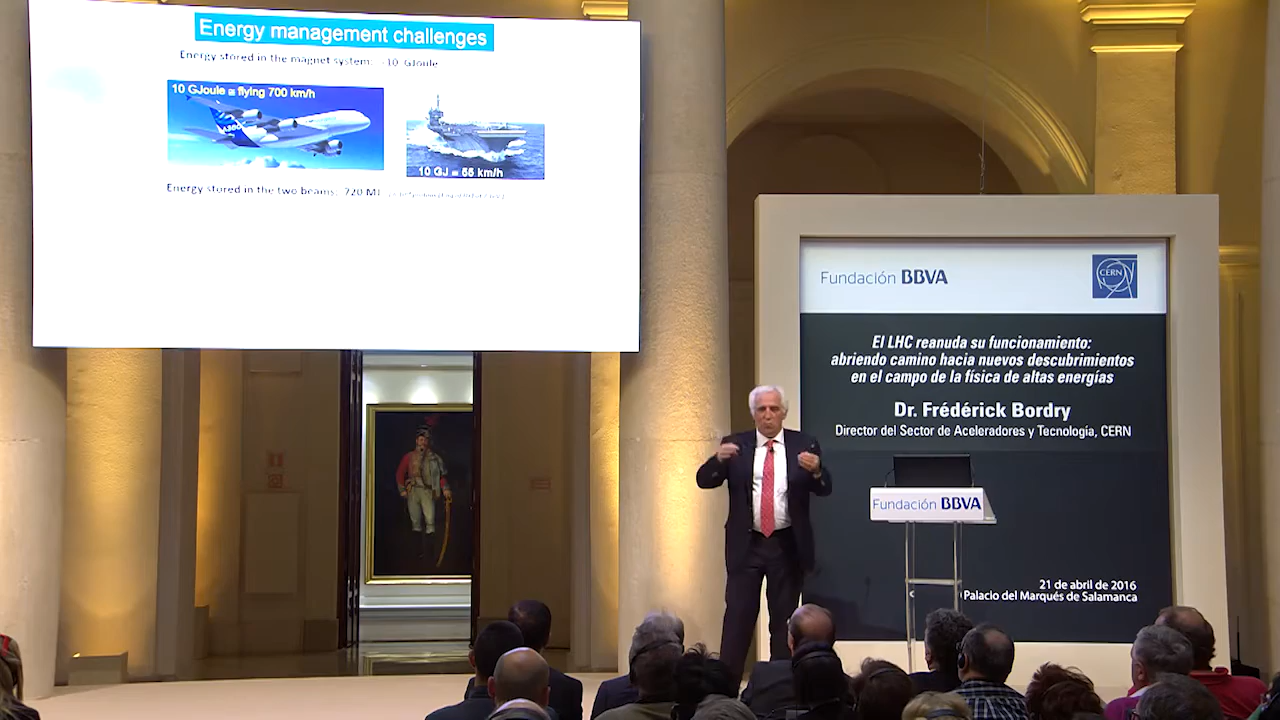 Energy management challenges
Energy stored in the magnet system: ~10 GJoule
10 GJoule ≅ flying 700 km/h
A380
10 GJ ≅ 55 km/h
Energy stored in the two beams: 720 MJ
Fundación BBVA
CERN
El LHC reanuda su funcionamiento:
abriendo camino hacia nuevos descubrimientos
en el campo de la física de altas energías
Dr. Frédérick Bordry
Director del Sector de Aceleradores y Tecnología, CERN
Fundación BBVA
21 de abril de 2016
Palacio del Marqués de Salamanca